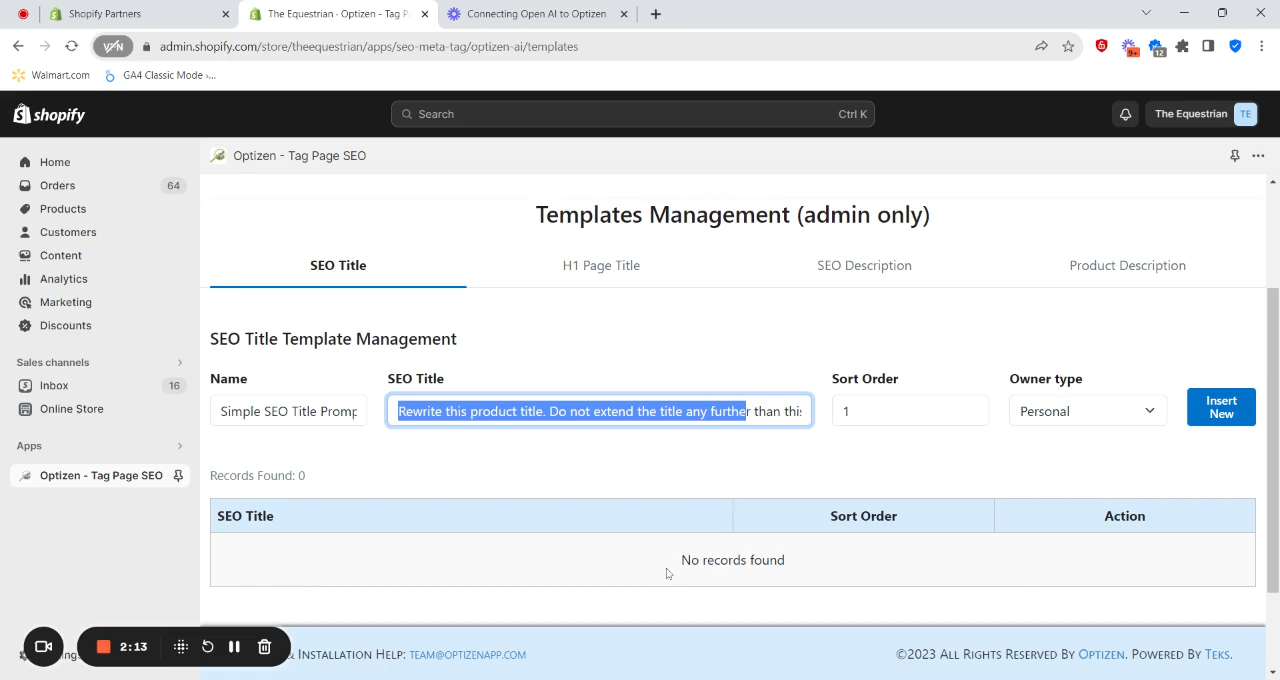 Shopify Partners
The Equestrian · Optizen - Tag P
Connecting Open AI to Optizen
VPN
admin.shopify.com/store/theequestrian/apps/seo-meta-tag/optizen-ai/templates
9+
12
Walmart.com
GA4 Classic Mode -...
shopify
Search
Ctrl K
The Equestrian
TE
Home
Orders
64
Products
Customers
Content
Analytics
Marketing
Discounts
Sales channels
Inbox
16
Online Store
Apps
Optizen - Tag Page SEO
Optizen - Tag Page SEO
Templates Management (admin only)
SEO Title
H1 Page Title
SEO Description
Product Description
SEO Title Template Management
Name
SEO Title
Sort Order
Owner type
Simple SEO Title Promp
Rewrite this product title. Do not extend the title any further than this
1
Personal
Insert
New
Records Found: 0
SEO Title
Sort Order
Action
No records found
2:13
& INSTALLATION HELP: TEAM@OPTIZENAPP.COM
©2023 ALL RIGHTS RESERVED BY OPTIZEN. POWERED BY TEKS.